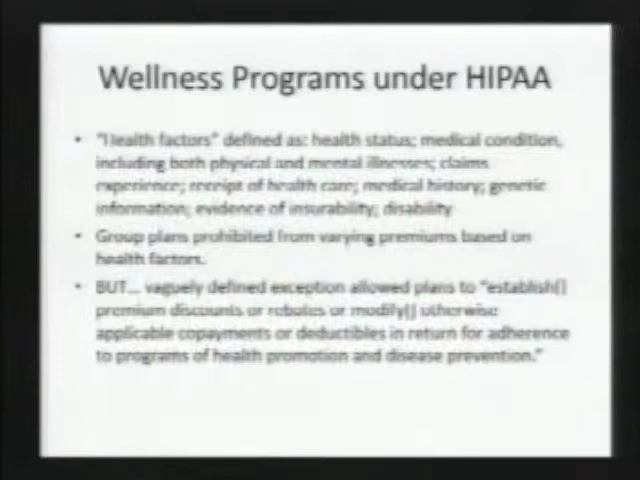 Wellness Programs under HIPAA
• "Health factors" defined as: health status; medical condition,
including both physical and mental illnesses; claims
experience; receipt of health care; medical history; genetic
information; evidence of insurability; disability
• Group plans prohibited from varying premiums based on
health factors.
• BUT... vaguely defined exception allowed plans to "establish[]
premium discounts or rebates or modify[] otherwise
applicable copayments or deductibles in return for adherence
to programs of health promotion and disease prevention."